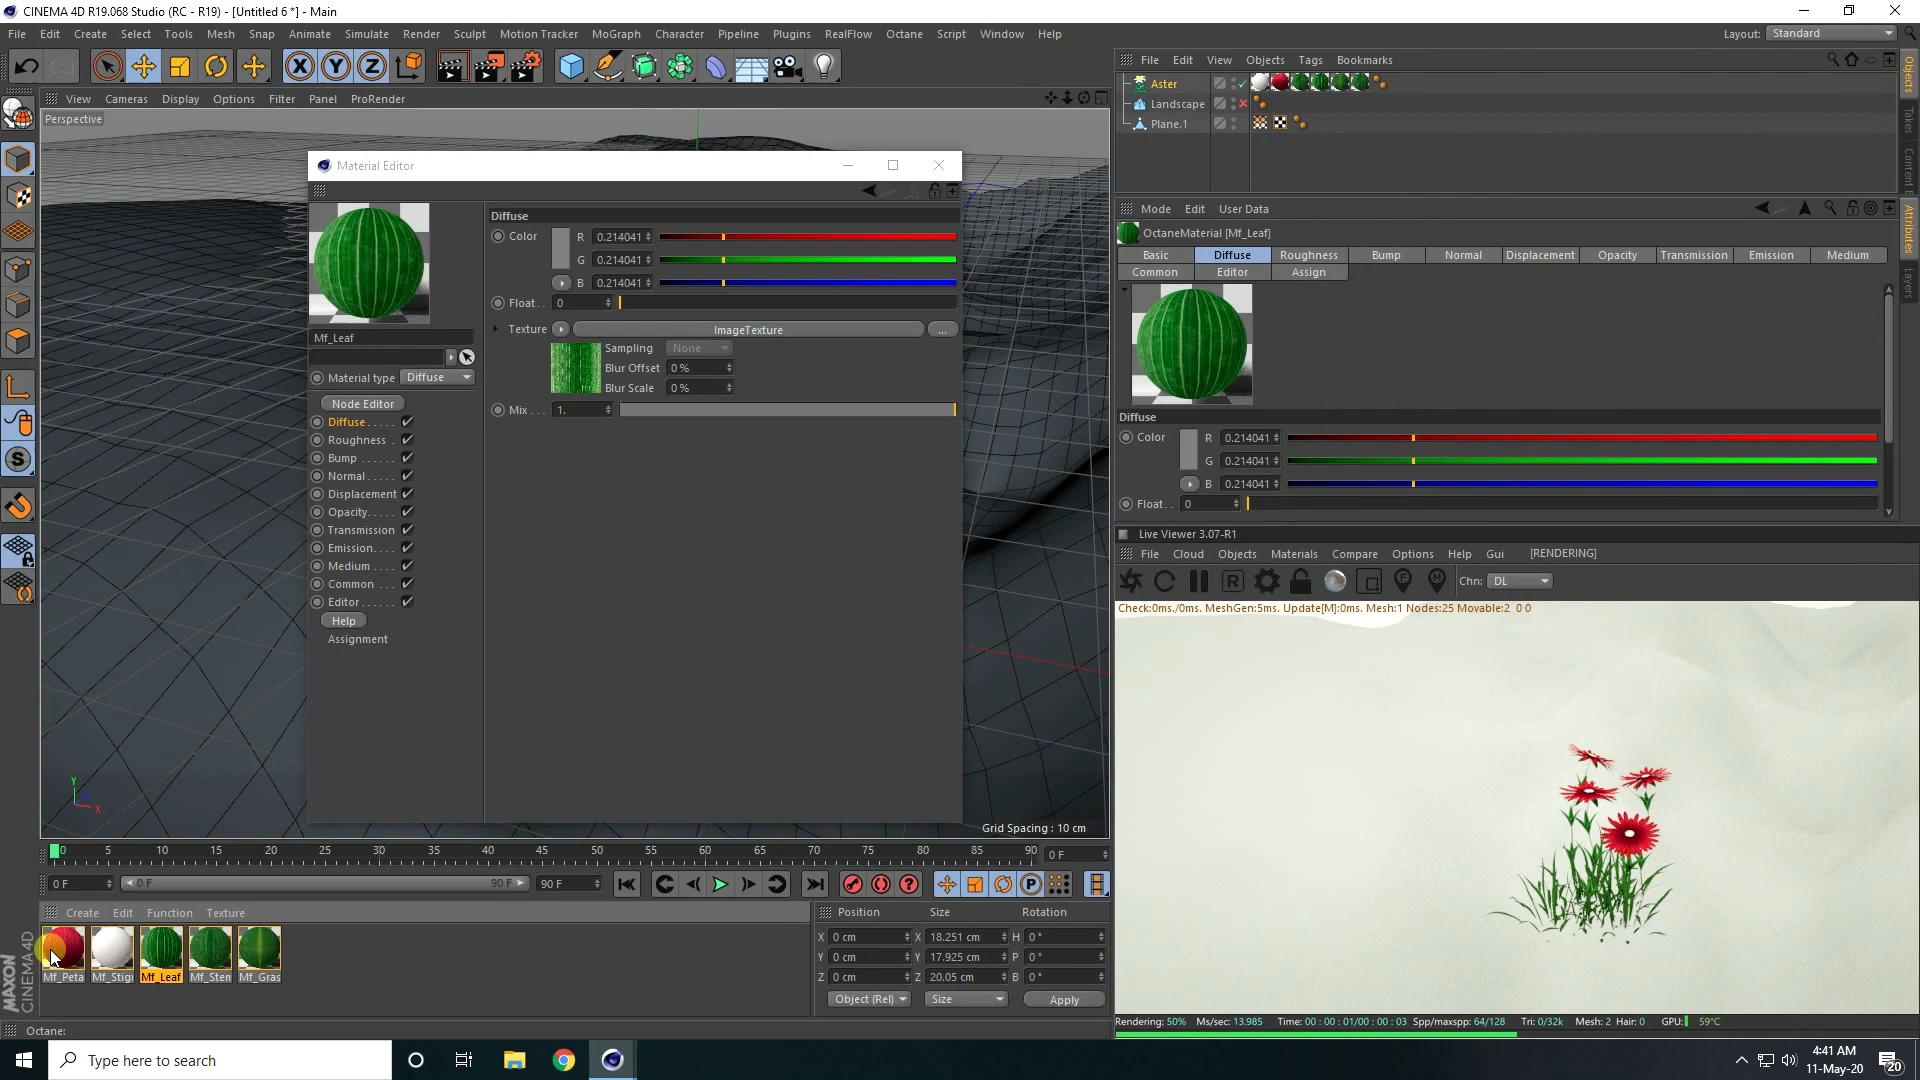 CINEMA 4D R19.068 Studio (RC - R19) - [Untitled 6 *] - Main
File Edit Create Select Tools Mesh Snap Animate Simulate Render Sculpt Motion Tracker MoGraph Character Pipeline Plugins RealFlow Octane Script Window Help
Layout: Standard
View Cameras Display Options Filter Panel ProRender
Perspective
Material Editor
Mf_Leaf
Material type Diffuse
Node Editor
Diffuse . . . . .
Roughness .
Bump . . . . . .
Normal . . . . .
Displacement
Opacity. . . . .
Transmission
Emission. . . .
Medium . . . .
Common . . .
Editor. . . . . .
Help
Assignment
Diffuse
Color R 0.214041
G 0.214041
B 0.214041
Float. . 0
Texture ImageTexture ...
Sampling None
Blur Offset 0 %
Blur Scale 0 %
Mix . . . 1.
Y
X
Grid Spacing : 10 cm
0 5 10 15 20 25 30 35 40 45 50 55 60 65 70 75 80 85 90 0 F
0 F 0 F 90 F 90 F
Create Edit Function Texture
Mf_Peta Mf_Stigr Mf_Leaf Mf_Sten Mf_Gras
MAXON
CINEMA 4D
Position Size Rotation
X 0 cm X 18.251 cm H 0 °
Y 0 cm Y 17.925 cm P 0 °
Z 0 cm Z 20.05 cm B 0 °
Object (Rel) Size Apply
Octane:
File Edit View Objects Tags Bookmarks
Aster
Landscape
Plane.1
Objects
Takes
Content B
Attributes
Layers
Mode Edit User Data
OctaneMaterial [Mf_Leaf]
Basic Diffuse Roughness Bump Normal Displacement Opacity Transmission Emission Medium
Common Editor Assign
Diffuse
Color R 0.214041
G 0.214041
B 0.214041
Float. . 0
Live Viewer 3.07-R1
File Cloud Objects Materials Compare Options Help Gui [RENDERING]
Chn: DL
Check:0ms./0ms. MeshGen:5ms. Update[M]:0ms. Mesh:1 Nodes:25 Movable:2 0 0
Rendering: 50% Ms/sec: 13.985 Time: 00 : 00 : 01/00 : 00 : 03 Spp/maxspp: 64/128 Tri: 0/32k Mesh: 2 Hair: 0 GPU: 59°C
Type here to search
4:41 AM
11-May-20
20